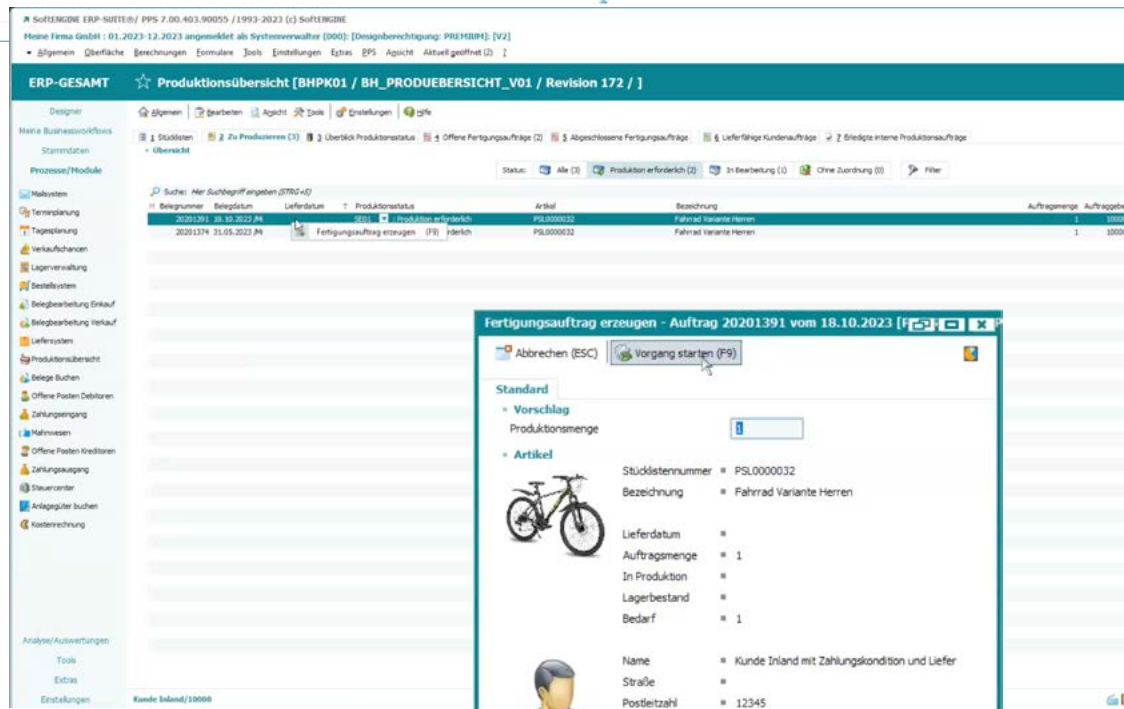 SoftENGINE ERP-SUITE®/ PPS 7.00.403.90055 /1993-2023 (c) SoftENGINE
Meine Firma GmbH : 01.2023-12.2023 angemeldet als Systemverwalter (000): [Designberechtigung: PREMIUM]: [V2]
Allgemein Oberfläche Berechnungen Formulare Tools Einstellungen Extras PPS Ansicht Aktuell geöffnet (2) ?
ERP-GESAMT
Produktionsübersicht [BHPK01 / BH_PRODUEBERSICHT_V01 / Revision 172 / ]
Designer
Meine Businessworkflows
Stammdaten
Prozesse/Module
Mailsystem
Terminplanung
Tagesplanung
Verkaufschancen
Lagerverwaltung
Bestellsystem
Belegbearbeitung Einkauf
Belegbearbeitung Verkauf
Liefersystem
Produktionsübersicht
Belege Buchen
Offene Posten Debitoren
Zahlungseingang
Mahnwesen
Offene Posten Kreditoren
Zahlungsausgang
Steuercenter
Anlagegüter buchen
Kostenrechnung
Analyse/Auswertungen
Tools
Extras
Einstellungen
Allgemein Bearbeiten Ansicht Tools Einstellungen Hilfe
1 Stücklisten 2 Zu Produzieren (3) 3 Überblick Produktionsstatus 4 Offene Fertigungsaufträge (2) 5 Abgeschlossene Fertigungsaufträge 6 Lieferfähige Kundenaufträge 7 Erledigte interne Produktionsaufträge
Übersicht
Status: Alle (3) Produktion erforderlich (2) In Bearbeitung (1) Ohne Zuordnung (0) Filter
Suche: Hier Suchbegriff eingeben (STRG+S)
Belegnummer Belegdatum Lieferdatum ? Produktionsstatus Artikel Bezeichnung Auftragsmenge Auftraggebe
20201391 18.10.2023 /Mi SE01 : Produktion erforderlich PSL0000032 Fahrrad Variante Herren 1 1000
20201374 31.05.2023 /Mi Fertigungsauftrag erzeugen (F9) rderlich PSL0000032 Fahrrad Variante Herren 1 1000
Fertigungsauftrag erzeugen - Auftrag 20201391 vom 18.10.2023
Abbrechen (ESC) Vorgang starten (F9)
Standard
Vorschlag
Produktionsmenge 1
Artikel
Stücklistennummer PSL0000032
Bezeichnung Fahrrad Variante Herren
Lieferdatum
Auftragsmenge 1
In Produktion
Lagerbestand
Bedarf 1
Name Kunde Inland mit Zahlungskondition und Liefer
Straße
Postleitzahl 12345
Kunde Inland/10000